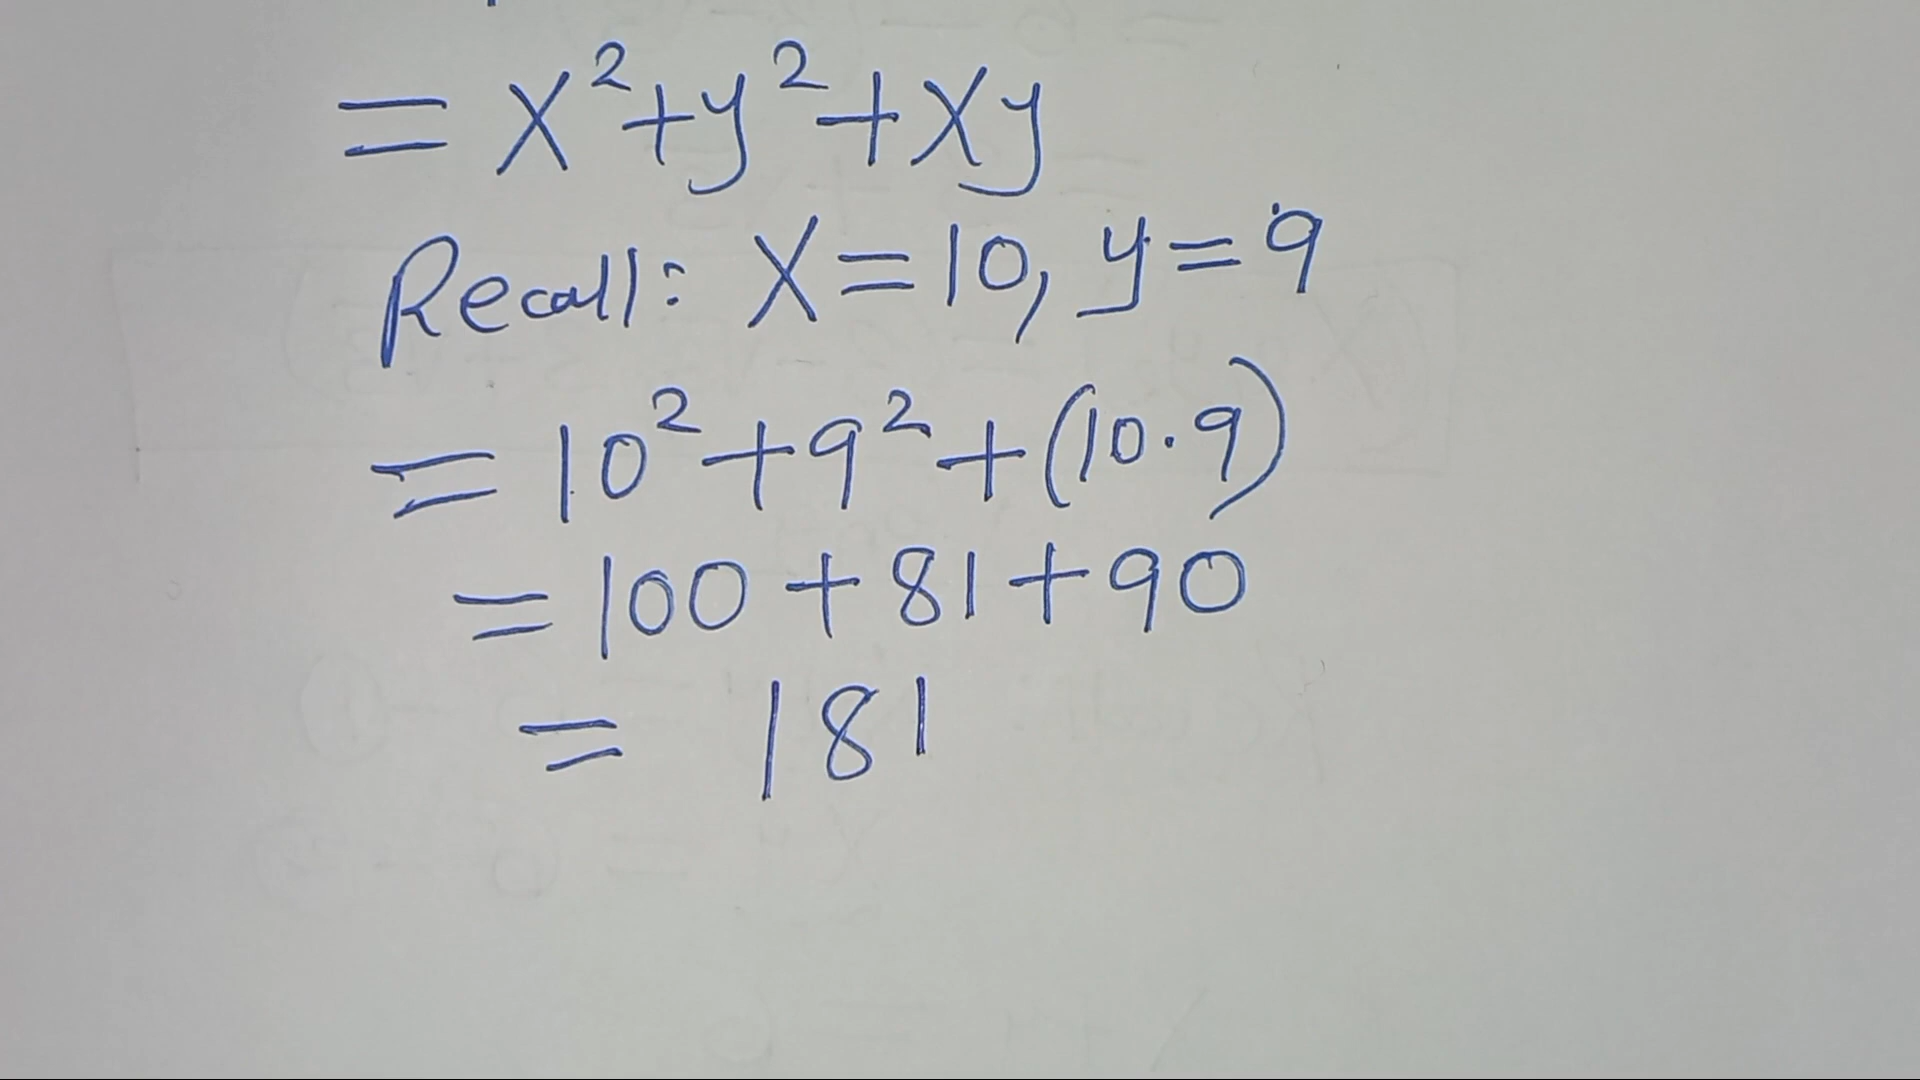 = x²+y²+xy
Recall: x=10, y=9
= 10²+9²+(10·9)
= 100+81+90
= 181